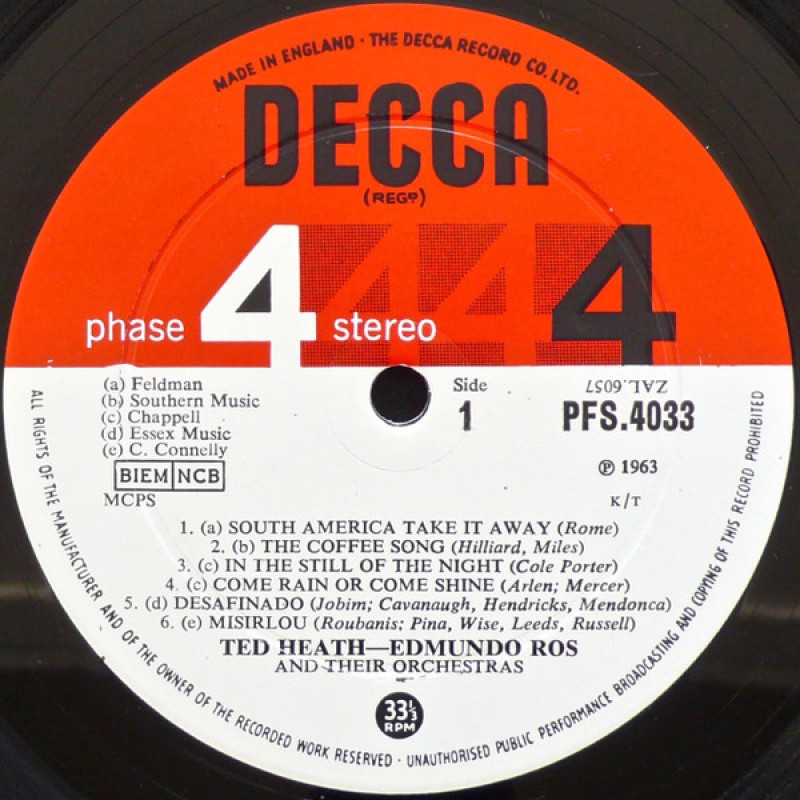 MADE IN ENGLAND · THE DECCA RECORD CO. LTD.
DECCA
(REGD)
phase 4 stereo 4 4 4
(a) Feldman
(b) Southern Music
(c) Chappell
(d) Essex Music
(e) C. Connelly
BIEM NCB
MCPS
Side
1
ZAL.6057
PFS.4033
℗ 1963
K/T
1. (a) SOUTH AMERICA TAKE IT AWAY (Rome)
2. (b) THE COFFEE SONG (Hilliard, Miles)
3. (c) IN THE STILL OF THE NIGHT (Cole Porter)
4. (c) COME RAIN OR COME SHINE (Arlen; Mercer)
5. (d) DESAFINADO (Jobim; Cavanaugh, Hendricks, Mendonca)
6. (e) MISIRLOU (Roubanis; Pina, Wise, Leeds, Russell)
TED HEATH—EDMUNDO ROS
AND THEIR ORCHESTRAS
33⅓
RPM
ALL RIGHTS OF THE MANUFACTURER AND OF THE OWNER OF THE RECORDED WORK RESERVED · UNAUTHORISED PUBLIC PERFORMANCE BROADCASTING AND COPYING OF THIS RECORD PROHIBITED